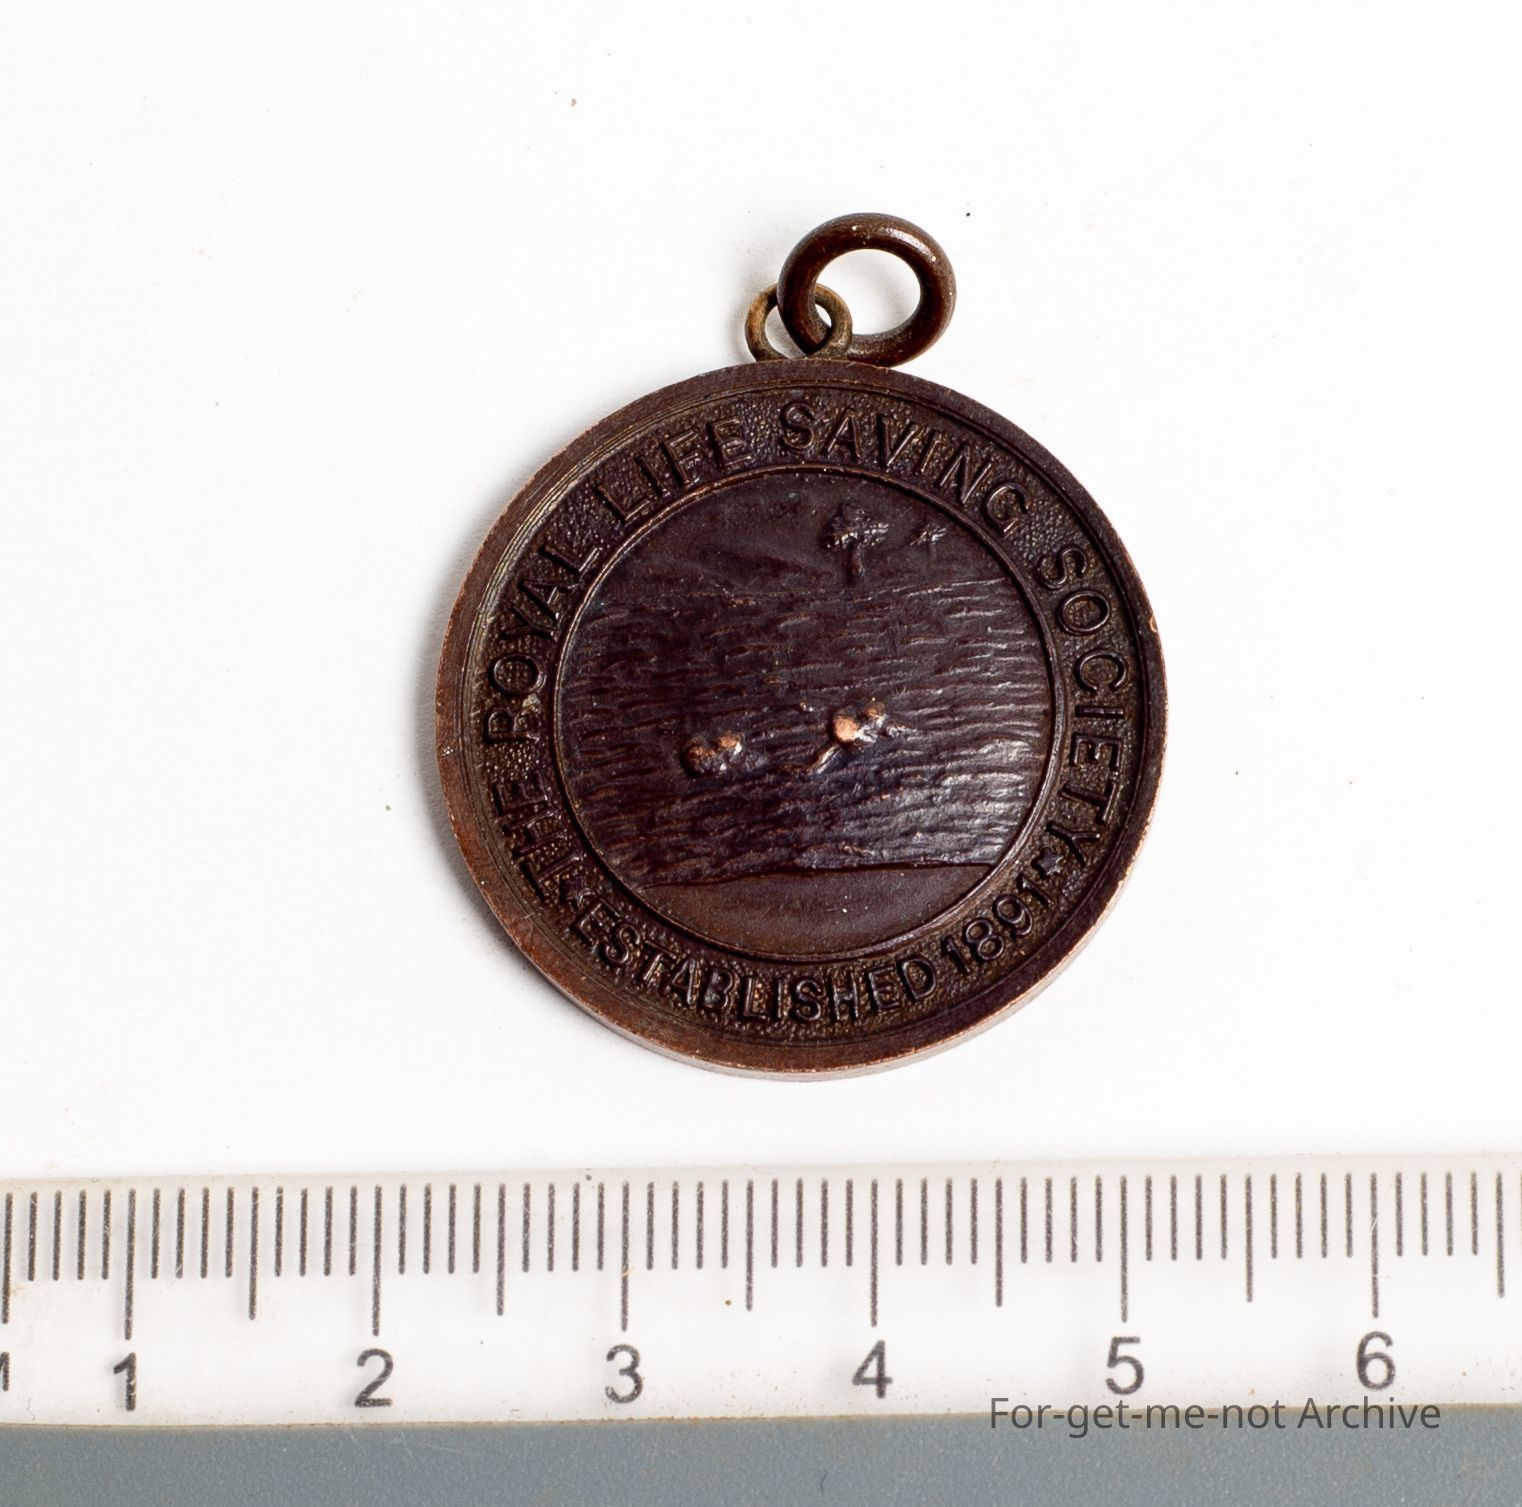 THE ROYAL LIFE SAVING SOCIETY
ESTABLISHED 1891
1 2 3 4 5 6
For-get-me-not Archive